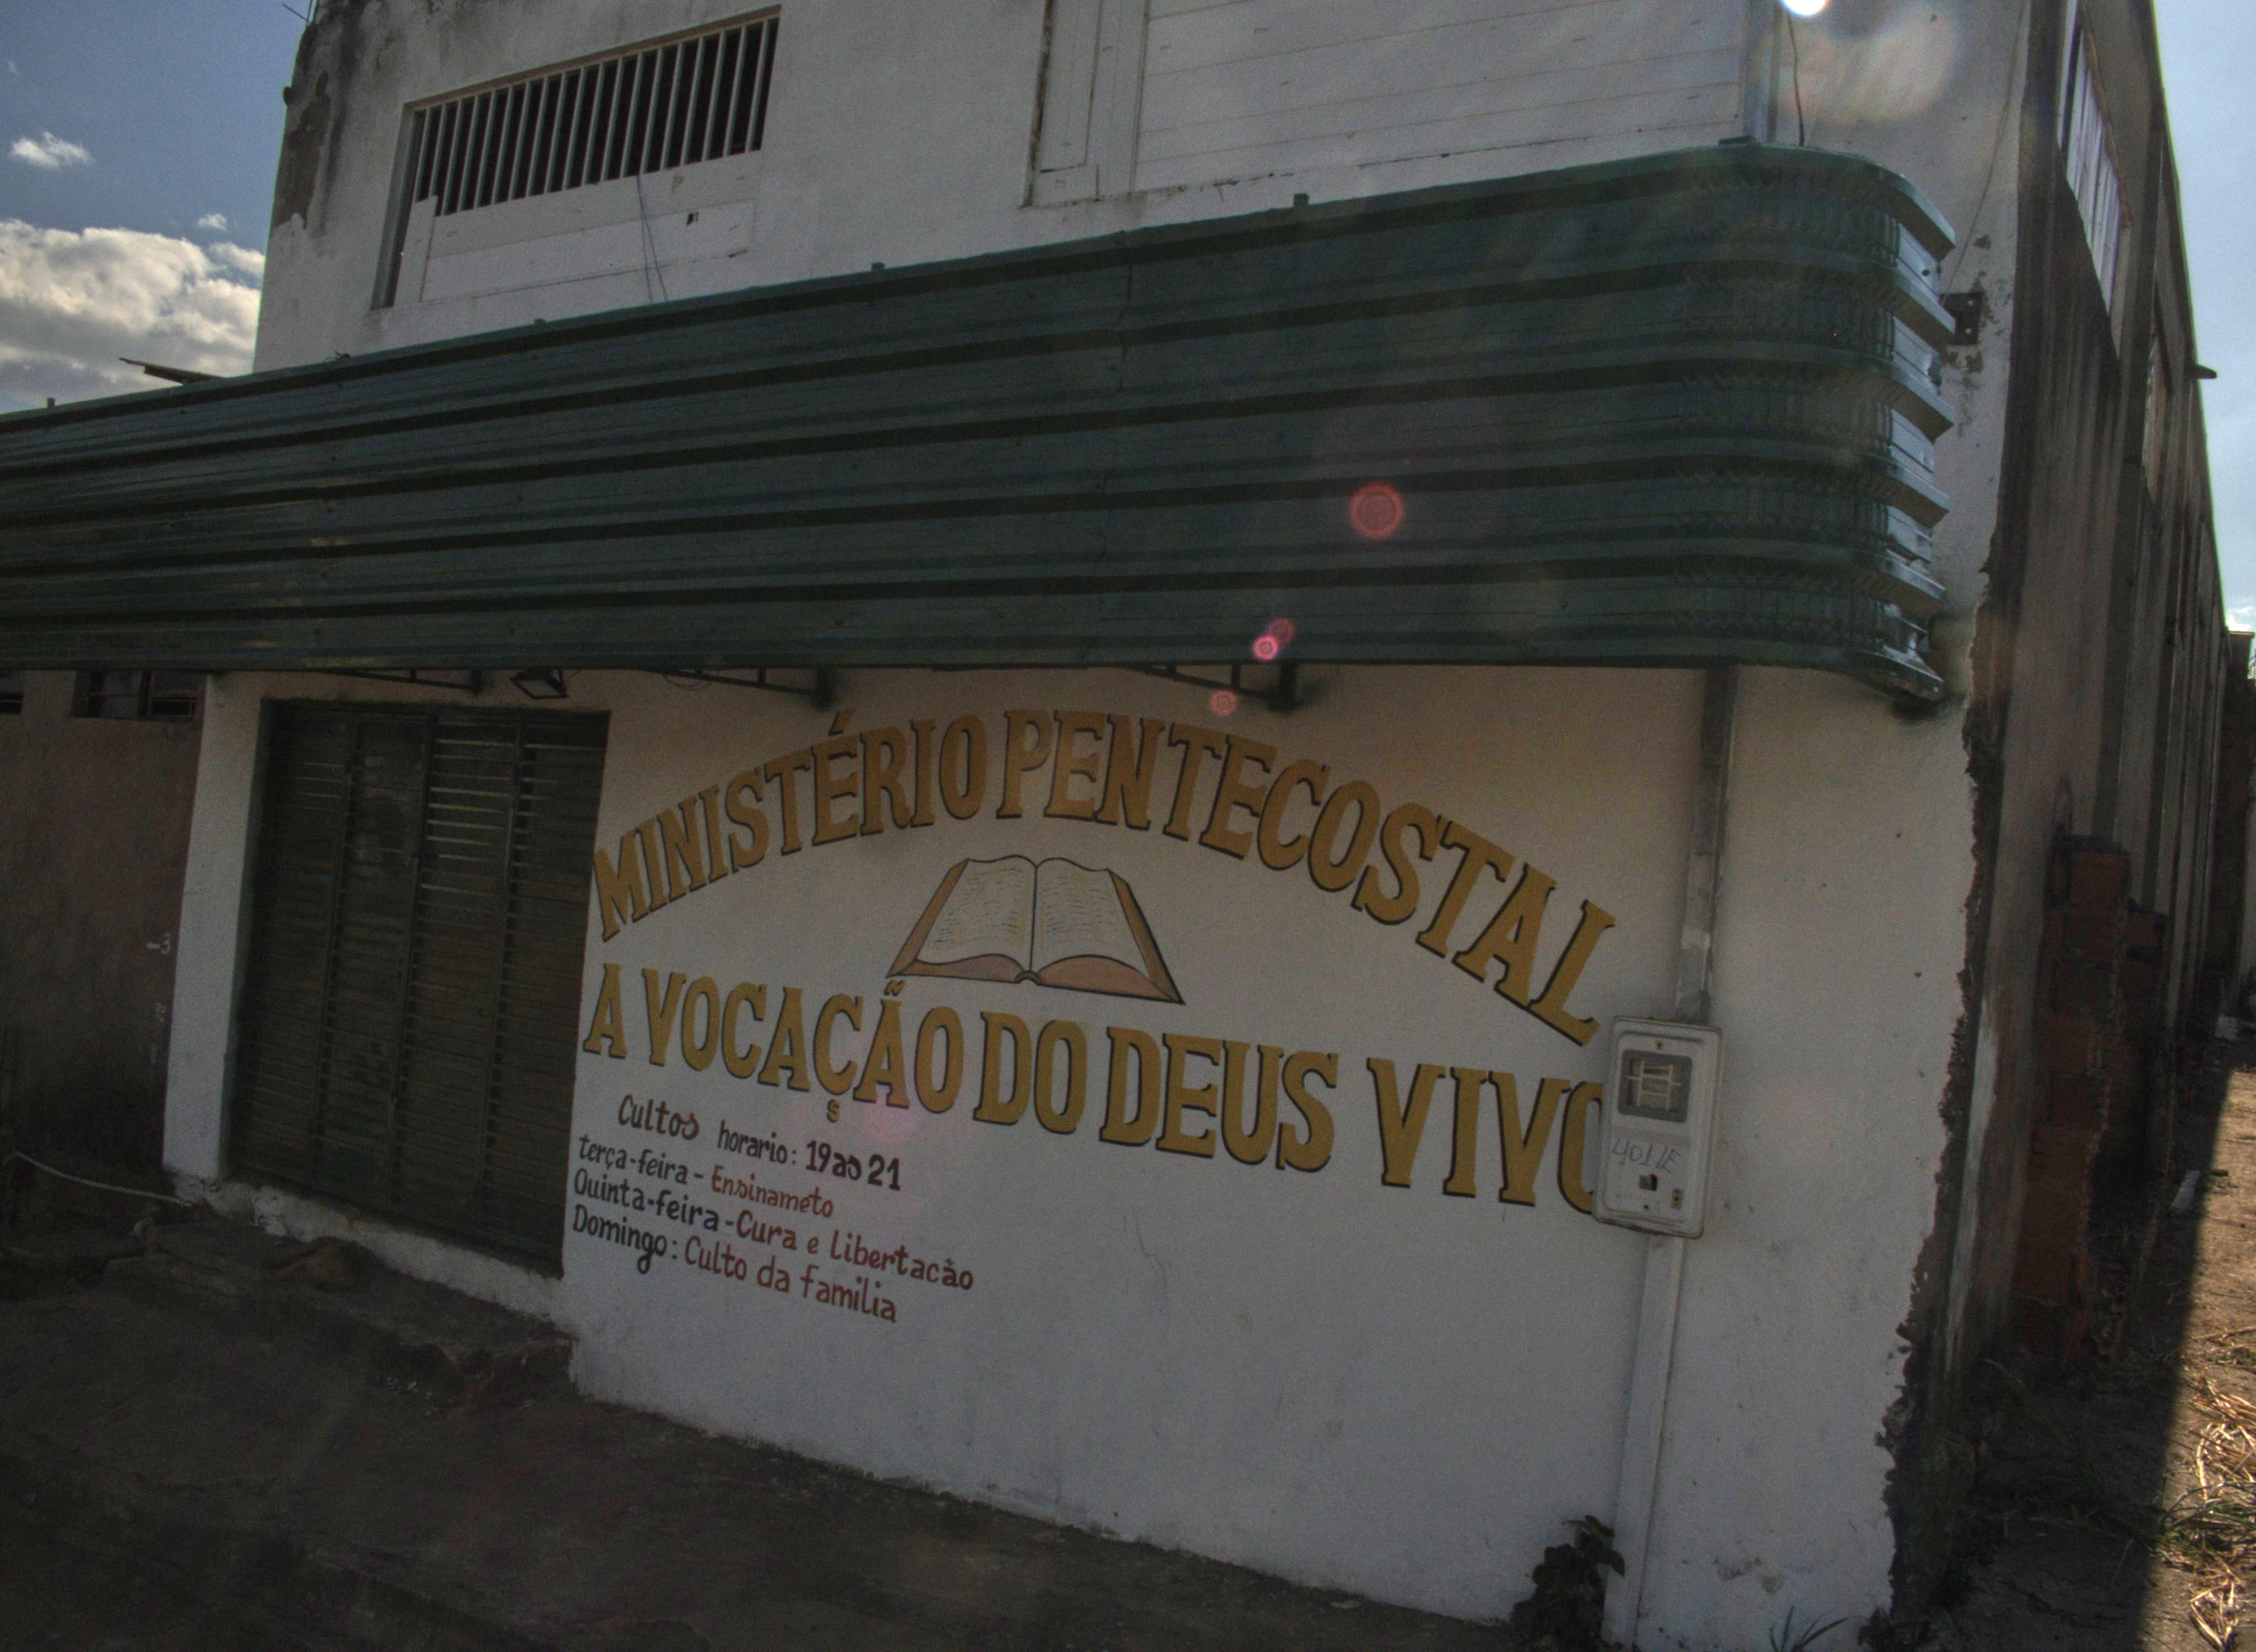 MINISTÉRIO PENTECOSTAL
A VOCAÇÃO DO DEUS VIVO
Cultos horario: 19 as 21
terça-feira - Ensinameto
Quinta-feira - Cura e Libertacão
Domingo: Culto da familia